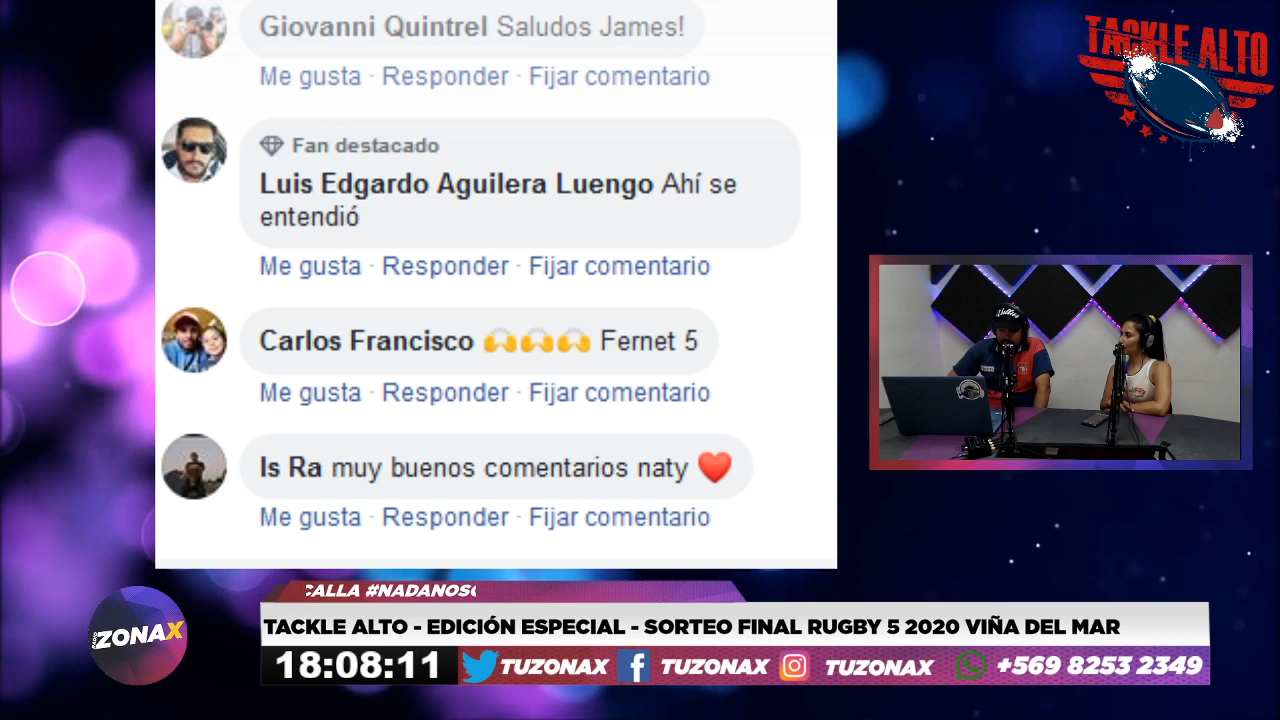 Giovanni Quintrel Saludos James!
Me gusta · Responder · Fijar comentario
Fan destacado
Luis Edgardo Aguilera Luengo Ahí se
entendió
Me gusta · Responder · Fijar comentario
Carlos Francisco 🙌🙌🙌 Fernet 5
Me gusta · Responder · Fijar comentario
Is Ra muy buenos comentarios naty ❤️
Me gusta · Responder · Fijar comentario
TACKLE ALTO
CALLA #NADANOS
RADIO ZONAX
TACKLE ALTO - EDICIÓN ESPECIAL - SORTEO FINAL RUGBY 5 2020 VIÑA DEL MAR
18:08:11 TUZONAX TUZONAX TUZONAX +569 8253 2349